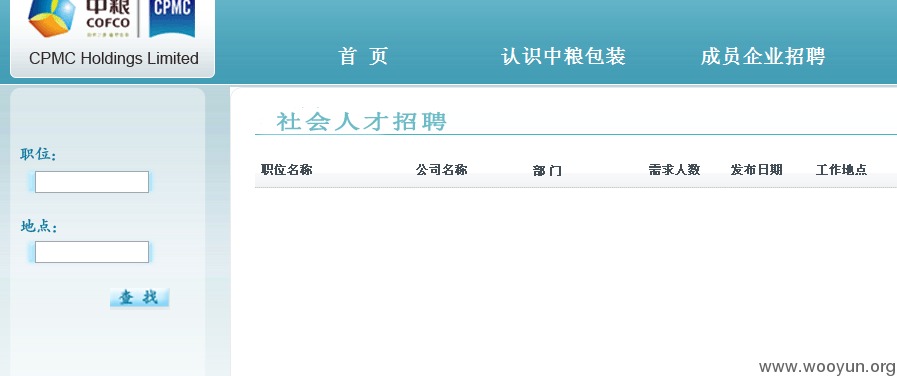 中粮
COFCO
CPMC
CPMC Holdings Limited
首 页
认识中粮包装
成员企业招聘
社会人才招聘
职位名称 公司名称 部 门 需求人数 发布日期 工作地点
职位:
地点:
查 找
www.wooyun.org